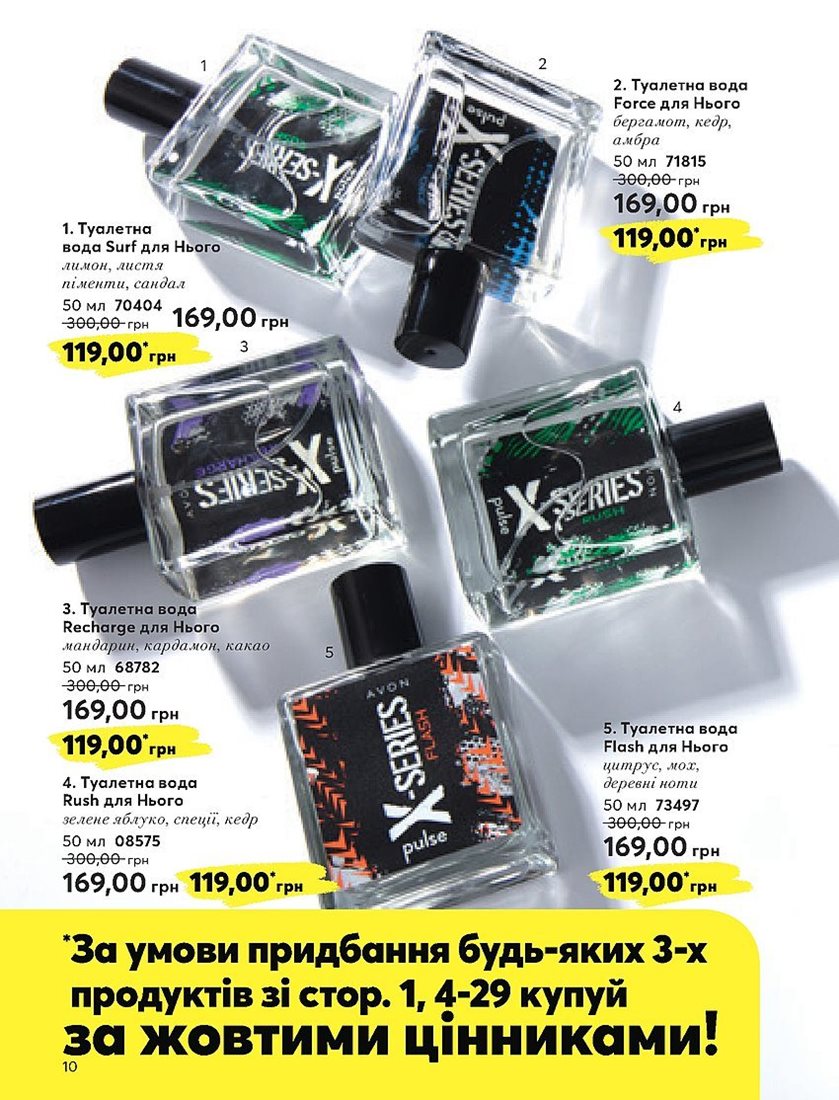 1
2
2. Туалетна вода
Force для Нього
бергамот, кедр,
амбра
50 мл 71815
300,00 грн
169,00 грн
119,00* грн
1. Туалетна
вода Surf для Нього
лимон, листя
піменти, сандал
50 мл 70404
300,00 грн
169,00 грн
119,00* грн
X-SERIES
pulse
X-SERIES
3
4
AVON
X-SERIES
RECHARGE
pulse
pulse
X-SERIES
RUSH
3. Туалетна вода
Recharge для Нього
мандарин, кардамон, какао
50 мл 68782
300,00 грн
169,00 грн
119,00* грн
5
AVON
X-SERIES
FLASH
pulse
4. Туалетна вода
Rush для Нього
зелене яблуко, спеції, кедр
50 мл 08575
300,00 грн
169,00 грн 119,00* грн
5. Туалетна вода
Flash для Нього
цитрус, мох,
деревні ноти
50 мл 73497
300,00 грн
169,00 грн
119,00* грн
*За умови придбання будь-яких 3-х
продуктів зі стор. 1, 4-29 купуй
за жовтими цінниками!
10